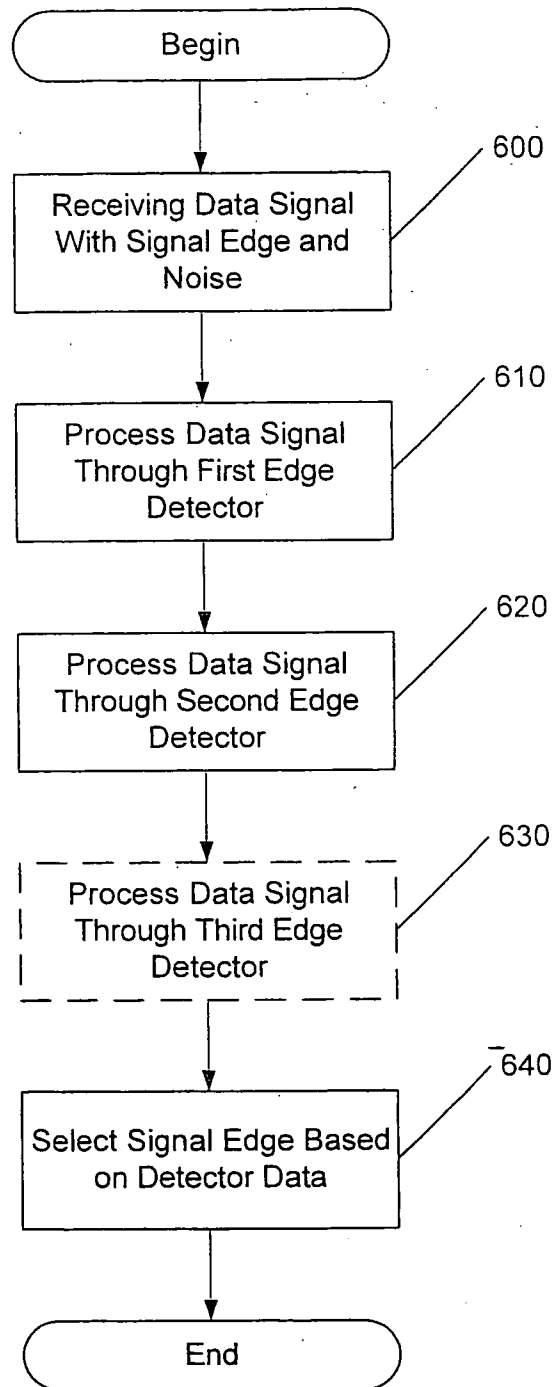 Begin
600
Receiving Data Signal
With Signal Edge and
Noise
610
Process Data Signal
Through First Edge
Detector
620
Process Data Signal
Through Second Edge
Detector
630
Process Data Signal
Through Third Edge
Detector
640
Select Signal Edge Based
on Detector Data
End